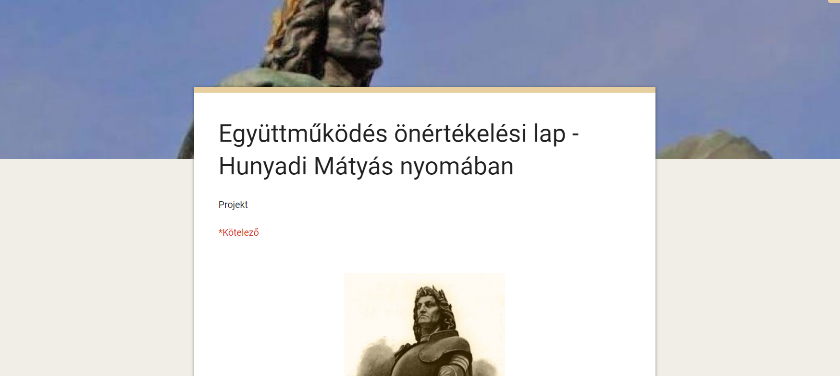 Együttműködés önértékelési lap -
Hunyadi Mátyás nyomában
Projekt
*Kötelező